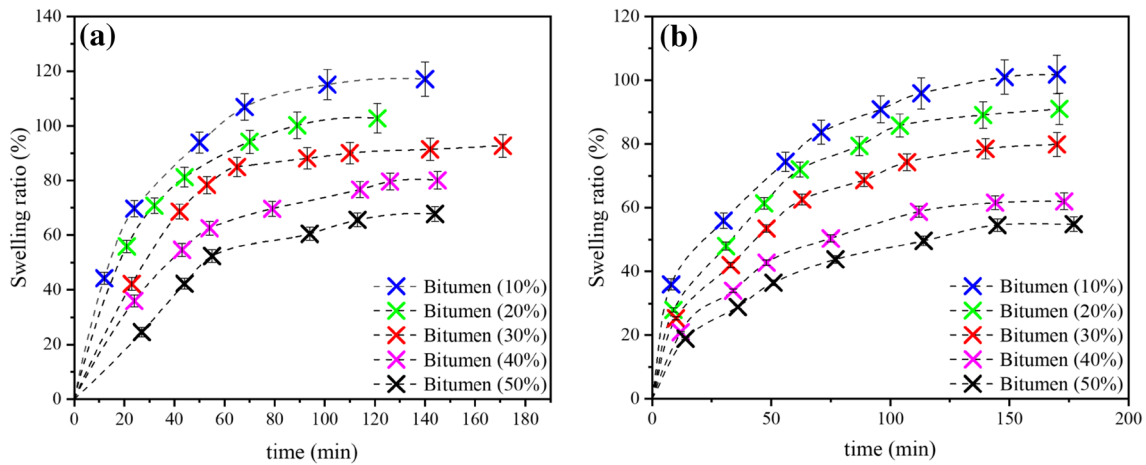 (a)
Swelling ratio (%)
140
120
100
80
60
40
20
0
0 20 40 60 80 100 120 140 160 180
time (min)
Bitumen (10%)
Bitumen (20%)
Bitumen (30%)
Bitumen (40%)
Bitumen (50%)
(b)
Swelling ratio (%)
120
100
80
60
40
20
0
0 50 100 150 200
time (min)
Bitumen (10%)
Bitumen (20%)
Bitumen (30%)
Bitumen (40%)
Bitumen (50%)